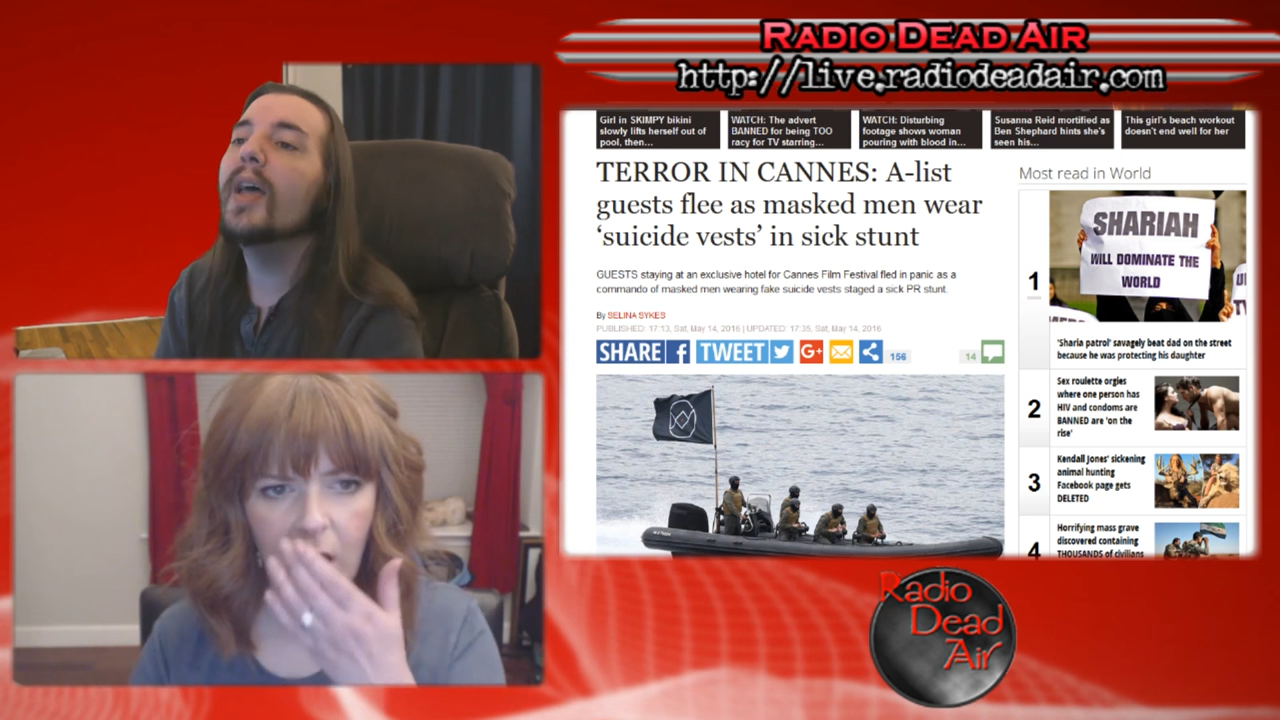 RADIO DEAD AIR
http://live.radiodeadair.com
Girl in SKIMPY bikini
slowly lifts herself out of
pool, then...
WATCH: The advert
BANNED for being TOO
racy for TV starring...
WATCH: Disturbing
footage shows woman
pouring with blood in...
Susanna Reid mortified as
Ben Shephard hints she's
seen his...
This girl's beach workout
doesn't end well for her
TERROR IN CANNES: A-list
guests flee as masked men wear
‘suicide vests’ in sick stunt
GUESTS staying at an exclusive hotel for Cannes Film Festival fled in panic as a
commando of masked men wearing fake suicide vests staged a sick PR stunt.
By SELINA SYKES
PUBLISHED: 17:13, Sat, May 14, 2016 | UPDATED: 17:35, Sat, May 14, 2016
SHARE f TWEET G+ 156 14
Most read in World
1
SHARIAH
WILL DOMINATE THE
WORLD
'Sharia patrol' savagely beat dad on the street
because he was protecting his daughter
2
Sex roulette orgies
where one person has
HIV and condoms are
BANNED are 'on the
rise'
3
Kendall Jones' sickening
animal hunting
Facebook page gets
DELETED
4
Horrifying mass grave
discovered containing
THOUSANDS of civilians
Radio
Dead
Air